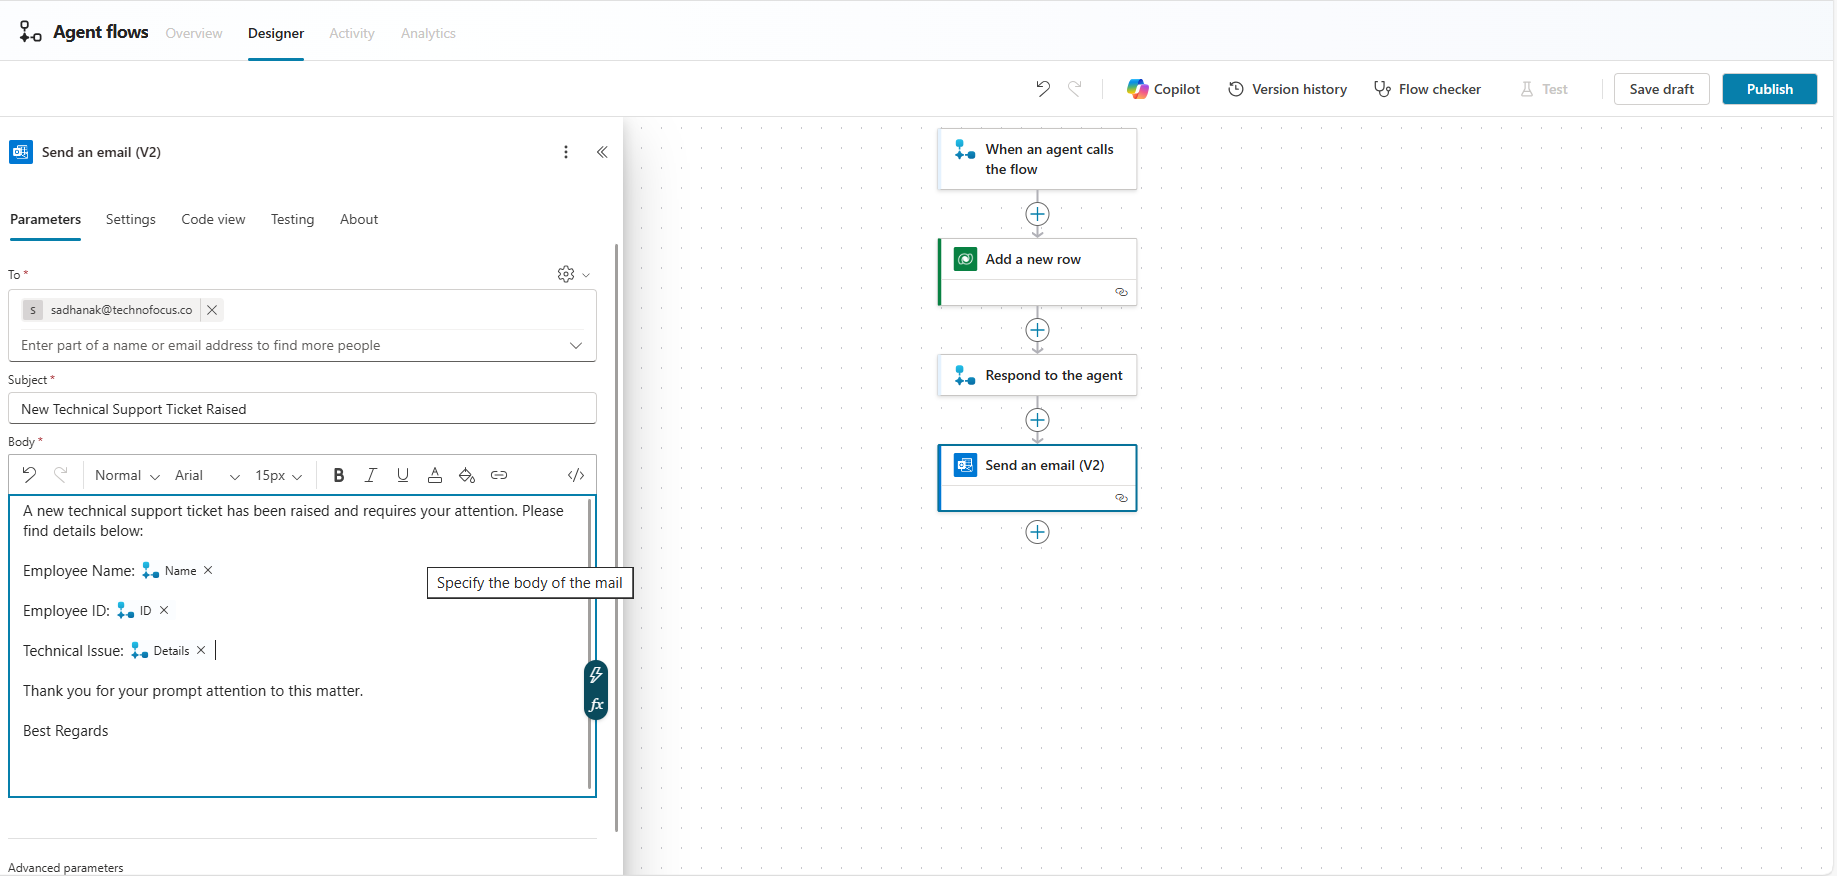 Agent flows
Overview
Designer
Activity
Analytics
Copilot
Version history
Flow checker
Test
Save draft
Publish
Send an email (V2)
Parameters
Settings
Code view
Testing
About
To *
s
sadhanak@technofocus.co
Enter part of a name or email address to find more people
Subject *
New Technical Support Ticket Raised
Body *
Normal
Arial
15px
B
I
U
A
</>
A new technical support ticket has been raised and requires your attention. Please
find details below:
Employee Name: Name
Employee ID: ID
Technical Issue: Details
Thank you for your prompt attention to this matter.
Best Regards
fx
Specify the body of the mail
Advanced parameters
When an agent calls
the flow
Add a new row
Respond to the agent
Send an email (V2)